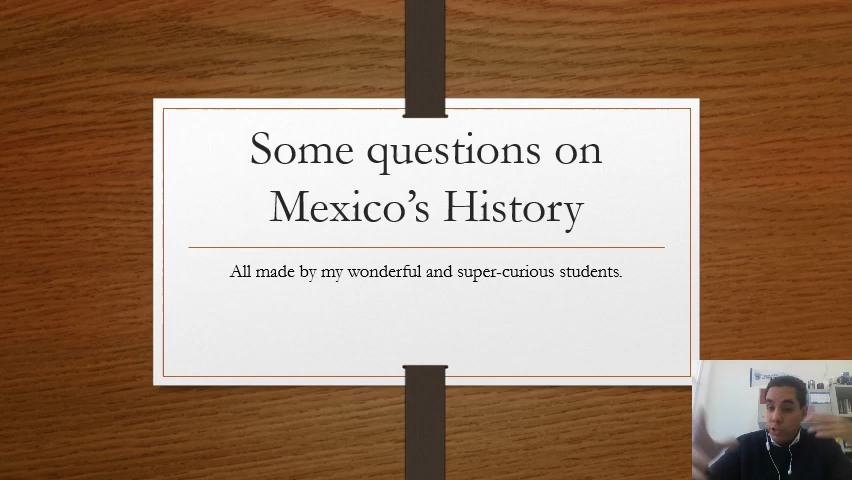 Some questions on
Mexico's History
All made by my wonderful and super-curious students.